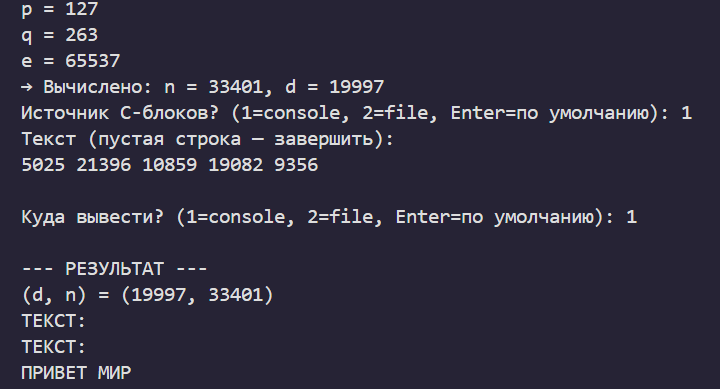 p = 127
q = 263
e = 65537
→ Вычислено: n = 33401, d = 19997
Источник C-блоков? (1=console, 2=file, Enter=по умолчанию): 1
Текст (пустая строка — завершить):
5025 21396 10859 19082 9356
Куда вывести? (1=console, 2=file, Enter=по умолчанию): 1
--- РЕЗУЛЬТАТ ---
(d, n) = (19997, 33401)
ТЕКСТ:
ТЕКСТ:
ПРИВЕТ МИР